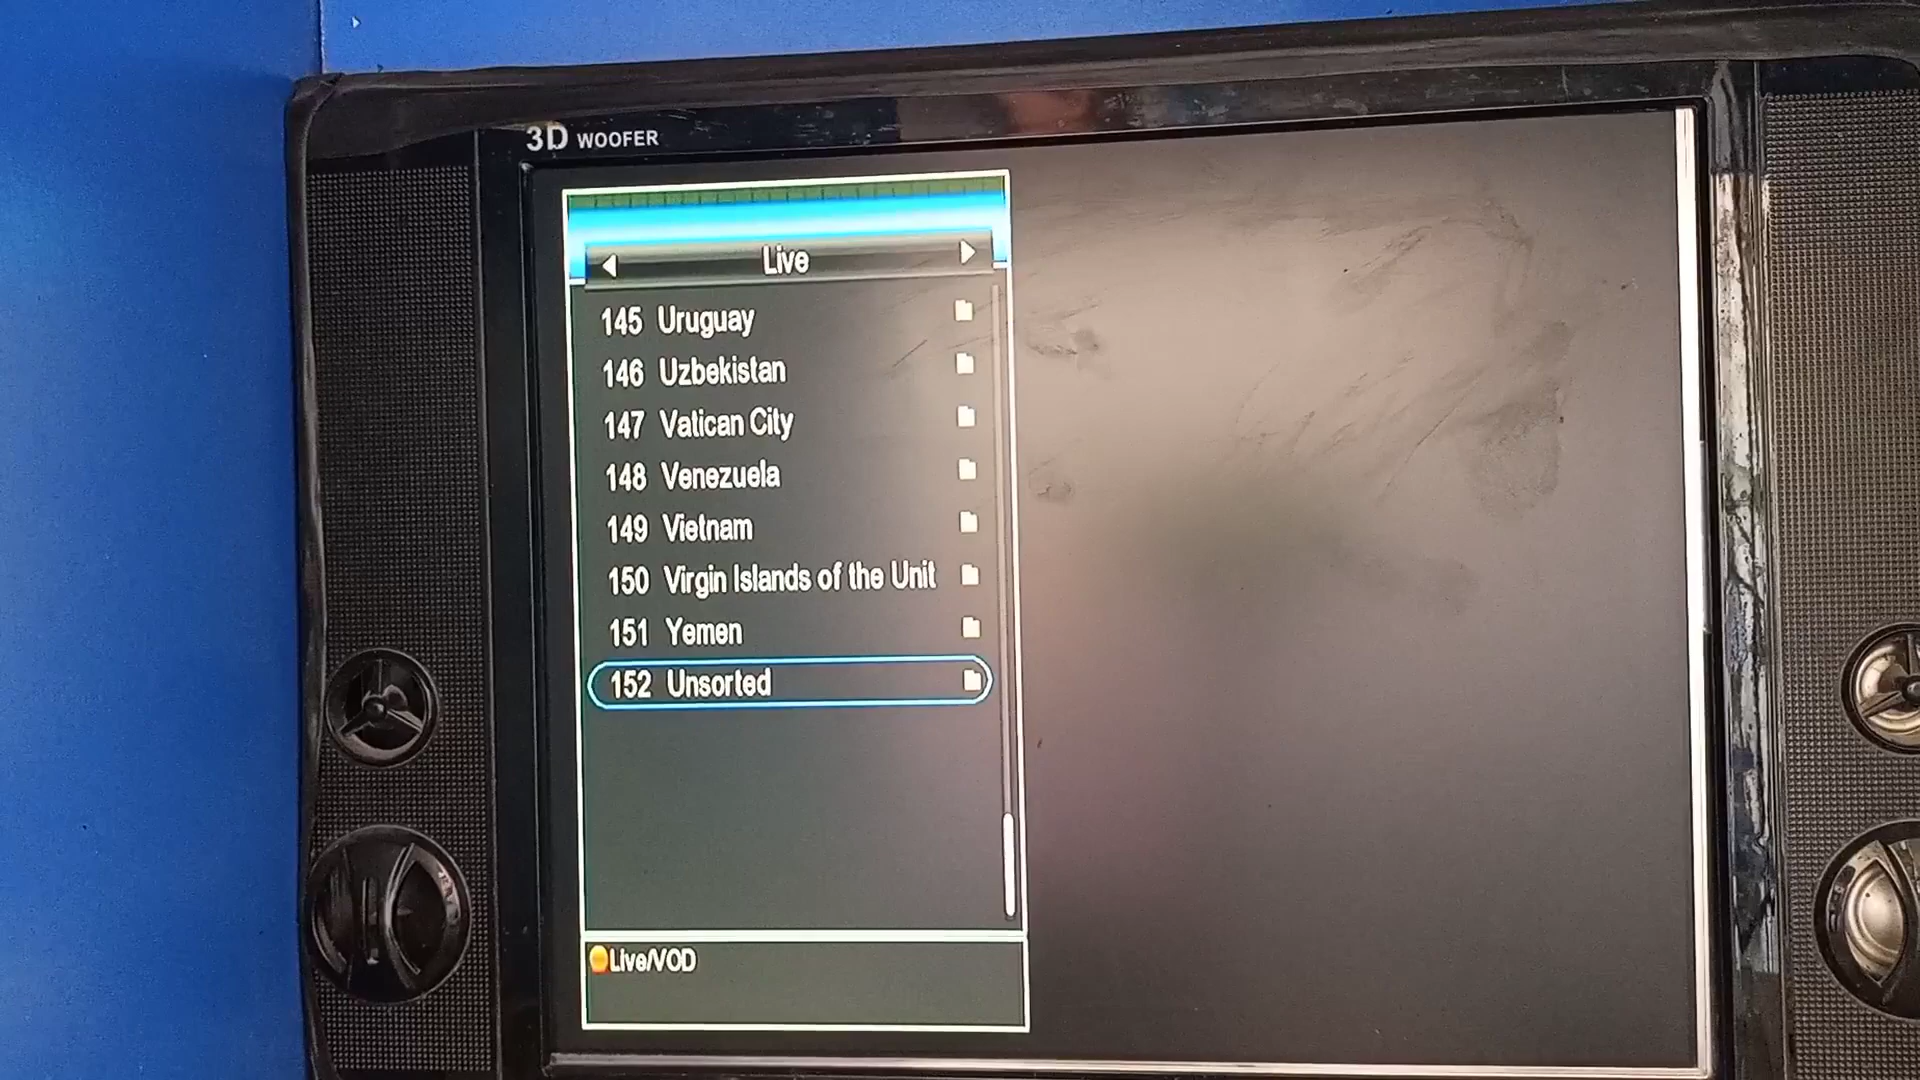 3D WOOFER
Live
145 Uruguay
146 Uzbekistan
147 Vatican City
148 Venezuela
149 Vietnam
150 Virgin Islands of the Unit
151 Yemen
152 Unsorted
Live/VOD